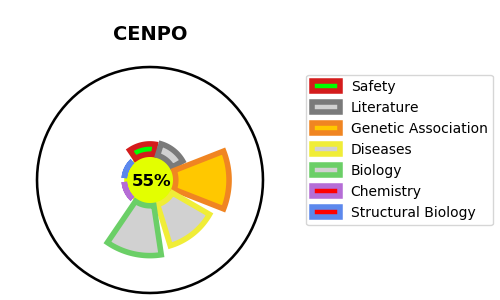 CENPO
55%
Safety
Literature
Genetic Association
Diseases
Biology
Chemistry
Structural Biology